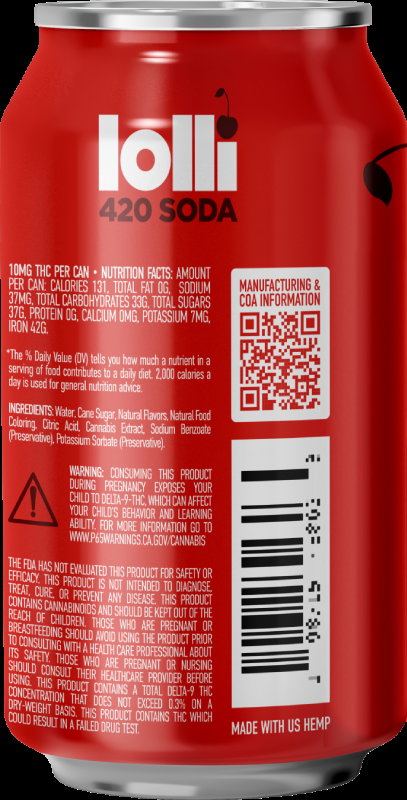 lolli
420 SODA
10MG THC PER CAN • NUTRITION FACTS: AMOUNT
PER CAN: CALORIES 131, TOTAL FAT 0G, SODIUM
37MG, TOTAL CARBOHYDRATES 33G, TOTAL SUGARS
37G, PROTEIN 0G, CALCIUM 0MG, POTASSIUM 7MG,
IRON 42G.
*The % Daily Value (DV) tells you how much a nutrient in a
serving of food contributes to a daily diet. 2,000 calories a
day is used for general nutrition advice.
INGREDIENTS: Water, Cane Sugar, Natural Flavors, Natural Food
Coloring, Citric Acid, Cannabis Extract, Sodium Benzoate
(Preservative), Potassium Sorbate (Preservative).
WARNING: CONSUMING THIS PRODUCT
DURING PREGNANCY EXPOSES YOUR
CHILD TO DELTA-9-THC, WHICH CAN AFFECT
YOUR CHILD'S BEHAVIOR AND LEARNING
ABILITY. FOR MORE INFORMATION GO TO
WWW.P65WARNINGS.CA.GOV/CANNABIS
THE FDA HAS NOT EVALUATED THIS PRODUCT FOR SAFETY OR
EFFICACY. THIS PRODUCT IS NOT INTENDED TO DIAGNOSE,
TREAT, CURE, OR PREVENT ANY DISEASE. THIS PRODUCT
CONTAINS CANNABINOIDS AND SHOULD BE KEPT OUT OF THE
REACH OF CHILDREN. THOSE WHO ARE PREGNANT OR
BREASTFEEDING SHOULD AVOID USING THE PRODUCT PRIOR
TO CONSULTING WITH A HEALTH CARE PROFESSIONAL ABOUT
ITS SAFETY. THOSE WHO ARE PREGNANT OR NURSING
SHOULD CONSULT THEIR HEALTHCARE PROVIDER BEFORE
USING. THIS PRODUCT CONTAINS A TOTAL DELTA-9 THC
CONCENTRATION THAT DOES NOT EXCEED 0.3% ON A
DRY-WEIGHT BASIS. THIS PRODUCT CONTAINS THC WHICH
COULD RESULT IN A FAILED DRUG TEST.
MANUFACTURING &
COA INFORMATION
MADE WITH US HEMP